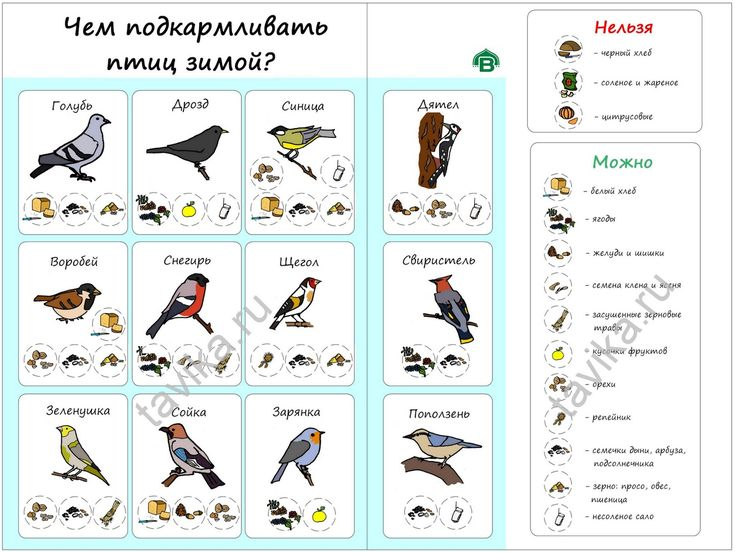 Чем подкармливать
птиц зимой?
В
Голубь
Дрозд
Синица
Дятел
Воробей
Снегирь
Щегол
Свиристель
Зеленушка
Сойка
Зарянка
Поползень
Нельзя
- черный хлеб
- соленое и жареное
- цитрусовые
Можно
- белый хлеб
- ягоды
- желуди и шишки
- семена клена и ясеня
- засушенные зерновые
травы
- кусочки фруктов
- орехи
- репейник
- семечки дыни, арбуза,
подсолнечника
- зерно: просо, овес,
пшеница
- несоленое сало
tavika.ru
tavika.ru